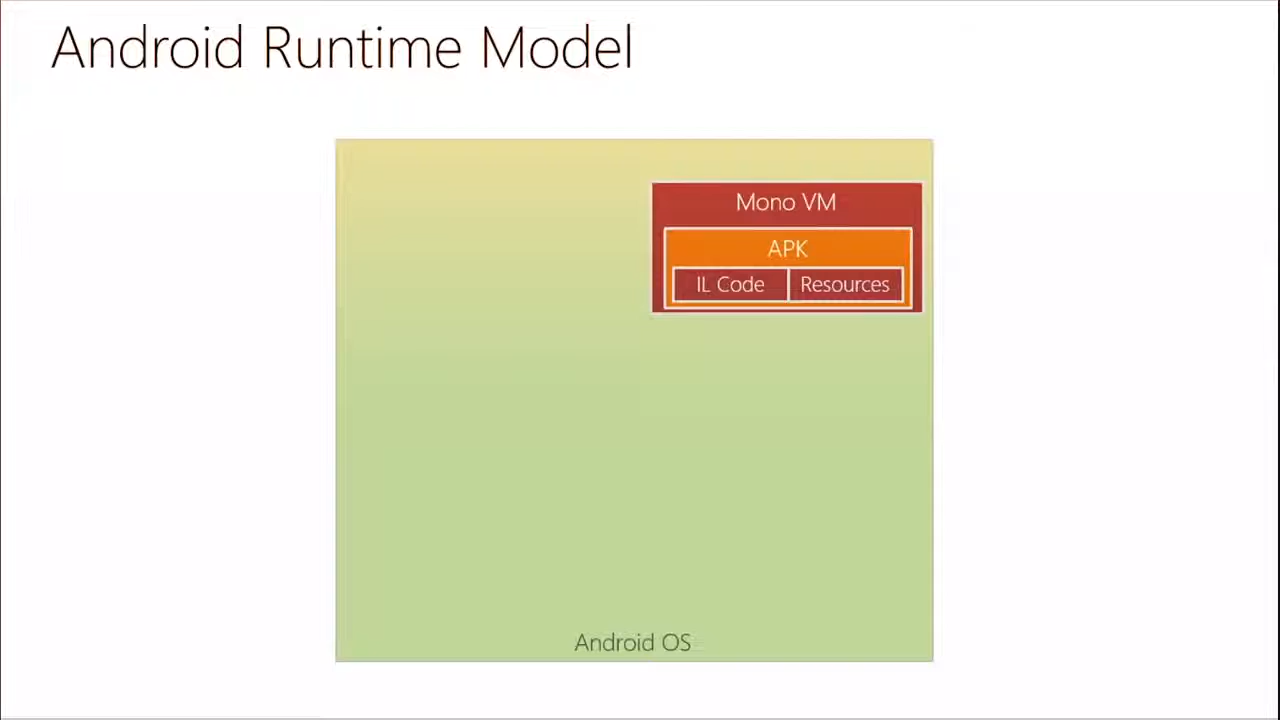 Android Runtime Model
Mono VM
APK
IL Code
Resources
Android OS